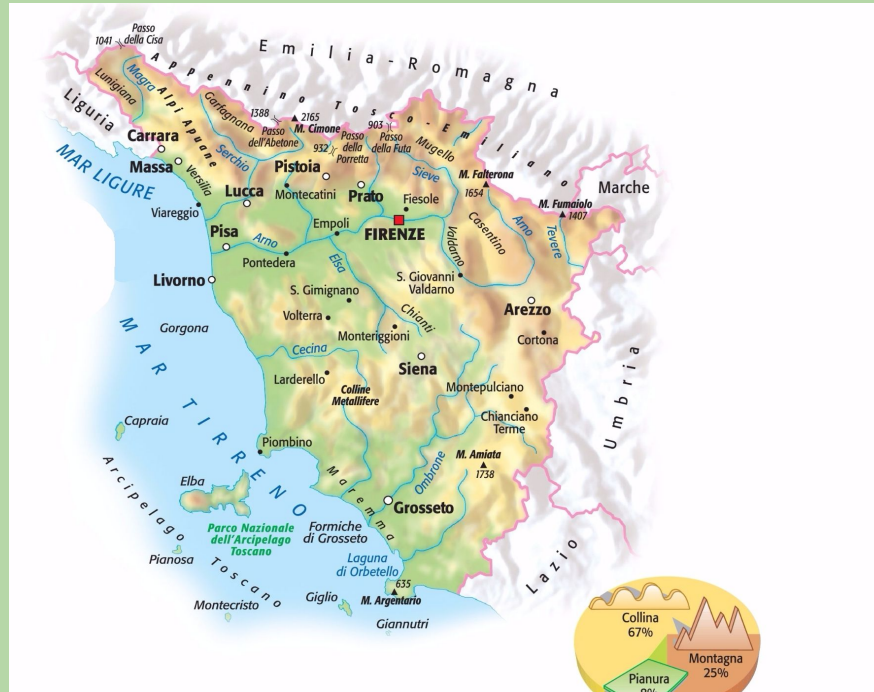 1041
Passo
della Cisa
Emilia-Romagna
Appennino Tosco-Emiliano
Lunigiana
Magra
Alpi Apuane
Garfagnana
1388
Passo
dell'Abetone
2165
M. Cimone
932
Passo
della
Porretta
903
Passo
della Futa
Mugello
Liguria
Carrara
Massa
Versilia
Serchio
Pistoia
Montecatini
Prato
Sieve
Fiesole
M. Falterona
1654
Marche
M. Fumaiolo
1407
MAR LIGURE
Viareggio
Lucca
Empoli
FIRENZE
Valdarno
Casentino
Arno
Tevere
Pisa
Arno
Pontedera
Elsa
S. Giovanni
Valdarno
Livorno
S. Gimignano
Volterra
Chianti
Monteriggioni
Arezzo
Cortona
Gorgona
Cecina
Siena
Larderello
Colline
Metallifere
Montepulciano
Chianciano
Terme
Umbria
MAR TIRRENO
Capraia
Piombino
M. Amiata
1738
Ombrone
Maremma
Grosseto
Arcipelago Toscano
Elba
Parco Nazionale
dell'Arcipelago
Toscano
Formiche
di Grosseto
Laguna
di Orbetello
Lazio
Pianosa
635
M. Argentario
Montecristo
Giglio
Giannutri
Collina
67%
Montagna
25%
Pianura